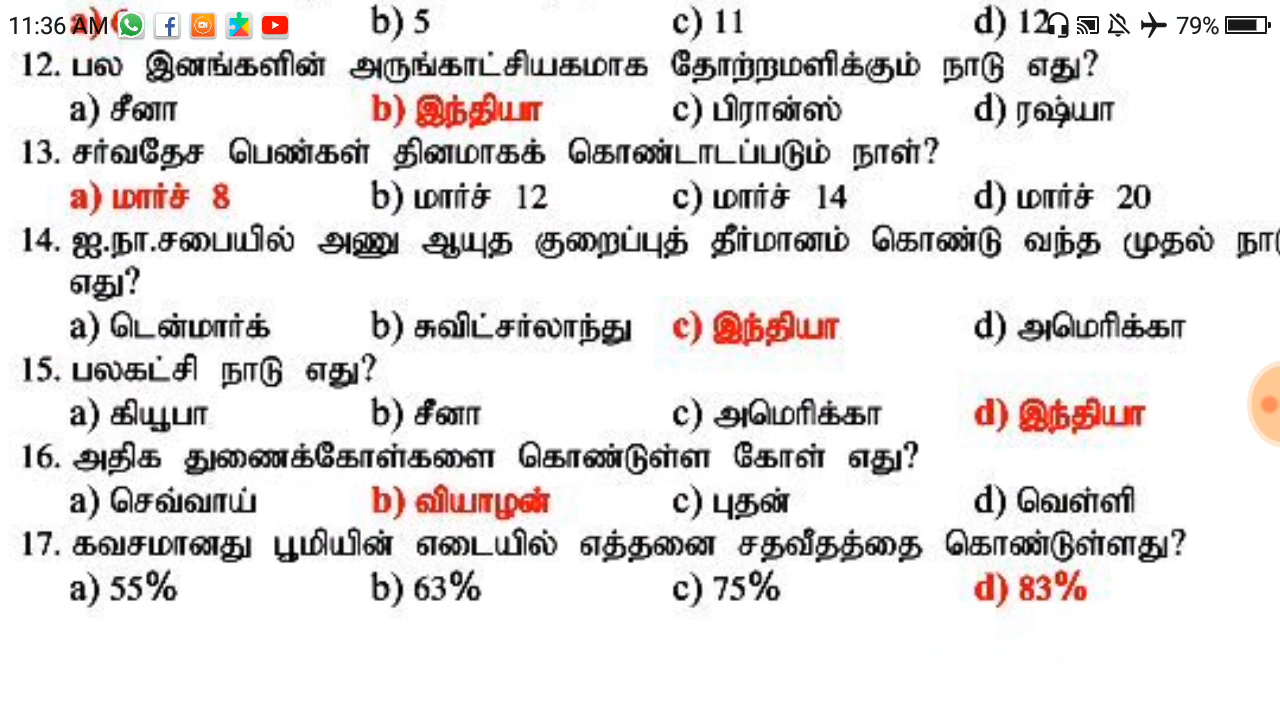 11:36 AM 79%
a) b) 5 c) 11 d) 12
12. பல இனங்களின் அருங்காட்சியகமாக தோற்றமளிக்கும் நாடு எது?
a) சீனா b) இந்தியா c) பிரான்ஸ் d) ரஷ்யா
13. சர்வதேச பெண்கள் தினமாகக் கொண்டாடப்படும் நாள்?
a) மார்ச் 8 b) மார்ச் 12 c) மார்ச் 14 d) மார்ச் 20
14. ஐ.நா.சபையில் அணு ஆயுத குறைப்புத் தீர்மானம் கொண்டு வந்த முதல்
எது?
a) டென்மார்க் b) சுவிட்சர்லாந்து c) இந்தியா d) அமெரிக்கா
15. பலகட்சி நாடு எது?
a) கியூபா b) சீனா c) அமெரிக்கா d) இந்தியா
16. அதிக துணைக்கோள்களை கொண்டுள்ள கோள் எது?
a) செவ்வாய் b) வியாழன் c) புதன் d) வெள்ளி
17. கவசமானது பூமியின் எடையில் எத்தனை சதவீதத்தை கொண்டுள்ளது?
a) 55% b) 63% c) 75% d) 83%